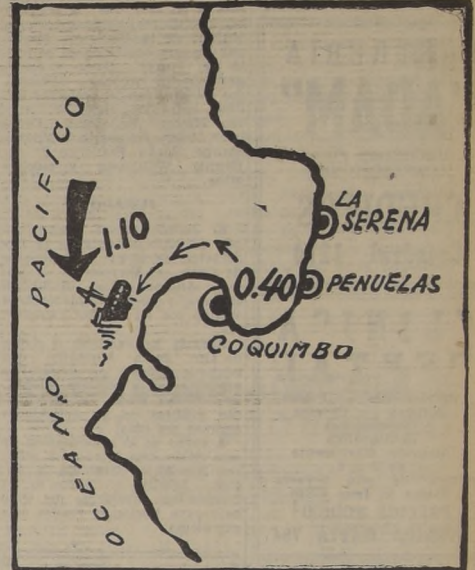 OCEANO PACIFICO
1.10
LA
SERENA
0.40
PENUELAS
COQUIMBO